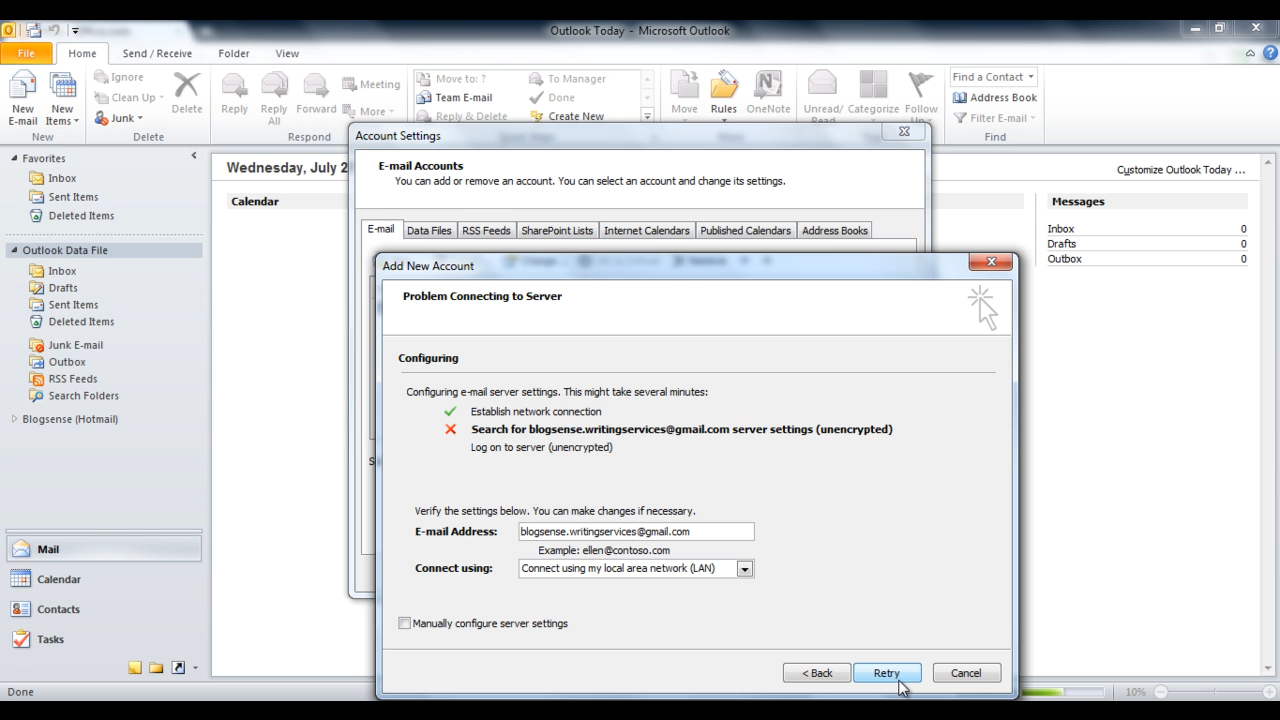 Outlook Today - Microsoft Outlook
File Home Send / Receive Folder View
Ignore
Clean Up
Junk
New E-mail
New Items
Delete
Reply
Reply All
Forward
Meeting
More
Move to: ?
Team E-mail
Reply & Delete
To Manager
Done
Create New
Move
Rules
OneNote
Unread/
Categorize
Follow
Find a Contact
Address Book
Filter E-mail
New Delete Respond Find
Favorites
Inbox
Sent Items
Deleted Items
Outlook Data File
Inbox
Drafts
Sent Items
Deleted Items
Junk E-mail
Outbox
RSS Feeds
Search Folders
Blogsense (Hotmail)
Mail
Calendar
Contacts
Tasks
Wednesday, July 2
Customize Outlook Today ...
Calendar
Messages
Inbox 0
Drafts 0
Outbox 0
Account Settings
E-mail Accounts
You can add or remove an account. You can select an account and change its settings.
E-mail Data Files RSS Feeds SharePoint Lists Internet Calendars Published Calendars Address Books
Add New Account
Problem Connecting to Server
Configuring
Configuring e-mail server settings. This might take several minutes:
Establish network connection
Search for blogsense.writingservices@gmail.com server settings (unencrypted)
Log on to server (unencrypted)
Verify the settings below. You can make changes if necessary.
E-mail Address: blogsense.writingservices@gmail.com
Example: ellen@contoso.com
Connect using: Connect using my local area network (LAN)
Manually configure server settings
< Back Retry Cancel
Done 10%